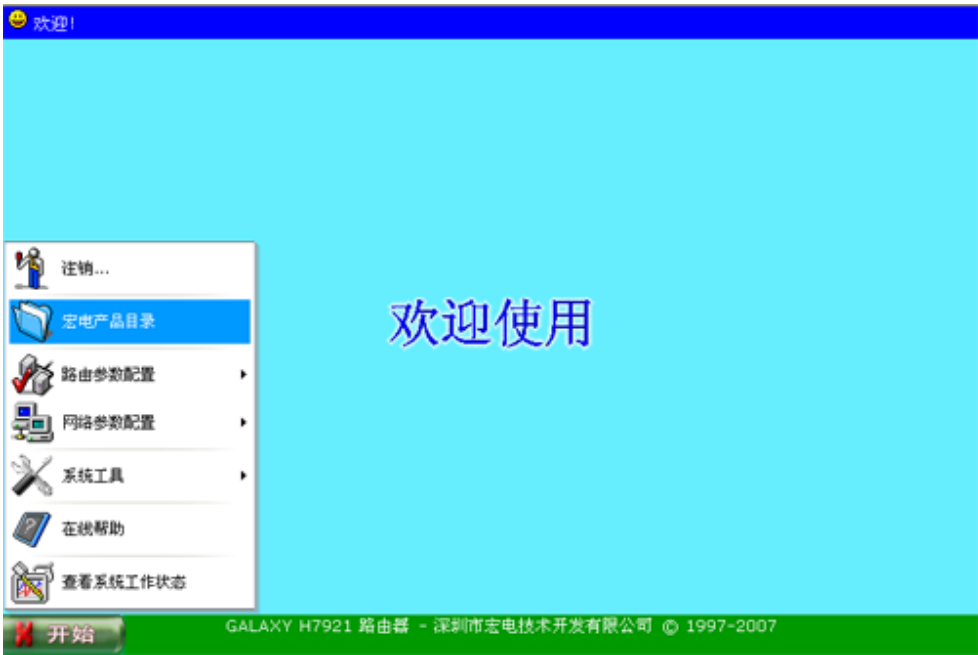 欢迎!
注销...
宏电产品目录
欢迎使用
路由参数配置
网络参数配置
系统工具
在线帮助
查看系统工作状态
开始
GALAXY H7921 路由器 - 深圳市宏电技术开发有限公司 © 1997-2007